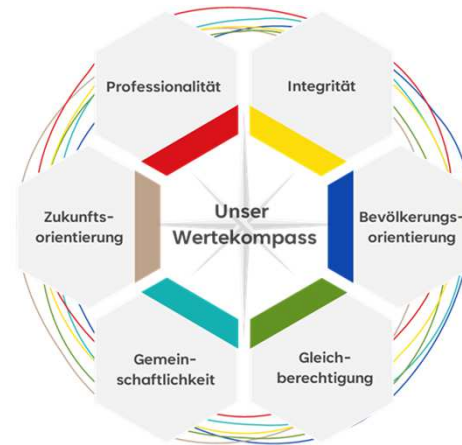 Professionalität
Integrität
Zukunfts-
orientierung
Unser
Wertekompass
Bevölkerungs-
orientierung
Gemein-
schaftlichkeit
Gleich-
berechtigung